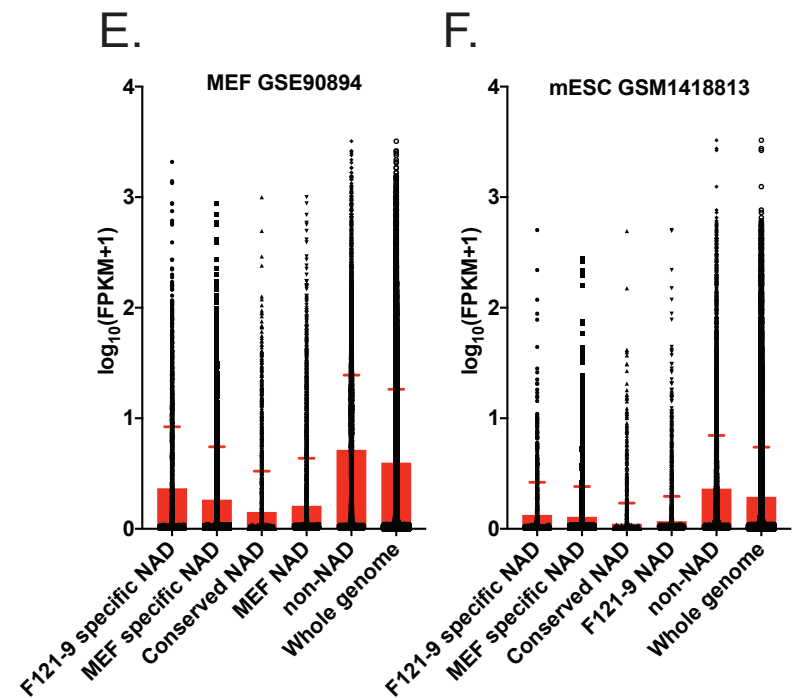 E.
MEF GSE90894
log10(FPKM+1)
4
3
2
1
0
F121-9 specific NAD
MEF specific NAD
Conserved NAD
MEF NAD
non-NAD
Whole genome
F.
mESC GSM1418813
log10(FPKM+1)
4
3
2
1
0
F121-9 specific NAD
MEF specific NAD
Conserved NAD
F121-9 NAD
non-NAD
Whole genome